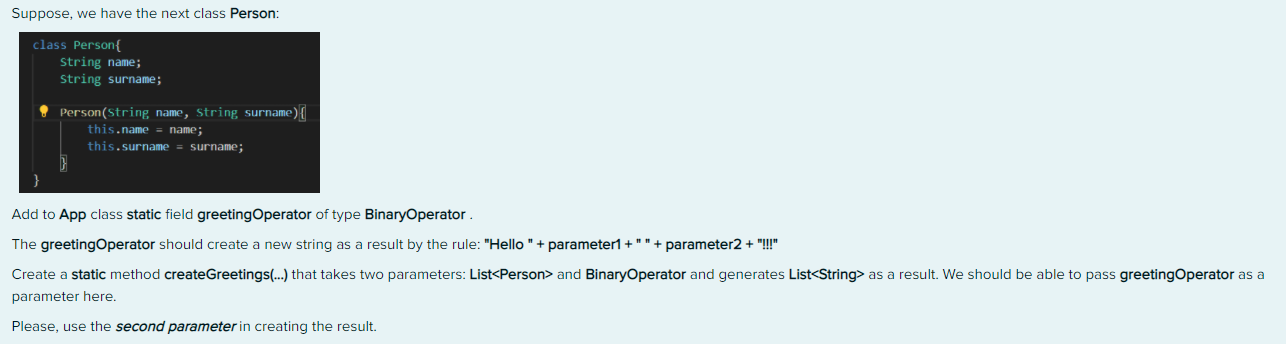 Suppose, we have the next class Person:
class Person{
String name;
String surname;
Person(String name, String surname){
this.name = name;
this.surname = surname;
}
}
Add to App class static field greetingOperator of type BinaryOperator .
The greetingOperator should create a new string as a result by the rule: "Hello " + parameter1 + " " + parameter2 + "!!!"
Create a static method createGreetings(...) that takes two parameters: List<Person> and BinaryOperator and generates List<String> as a result. We should be able to pass greetingOperator as a
parameter here.
Please, use the second parameter in creating the result.